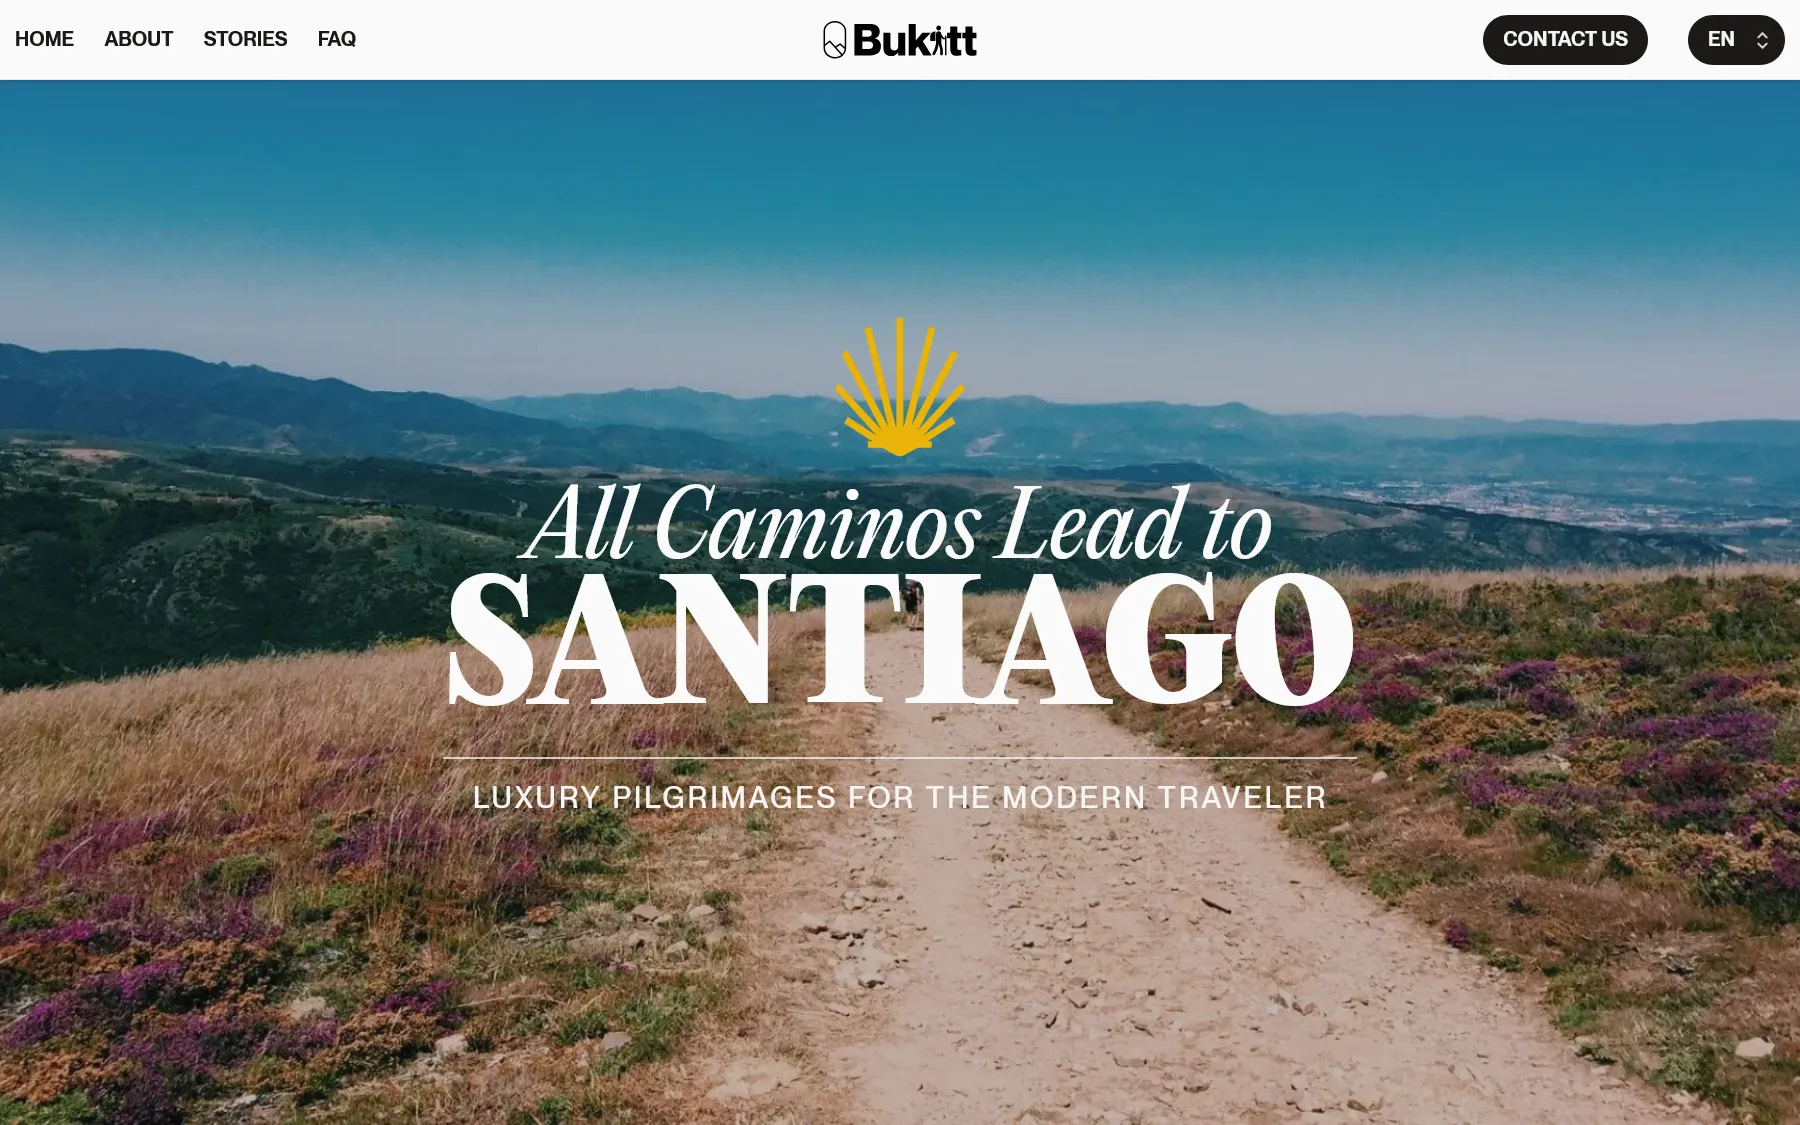 HOME
ABOUT
STORIES
FAQ
Bukitt
CONTACT US
EN
All Caminos Lead to
SANTIAGO
LUXURY PILGRIMAGES FOR THE MODERN TRAVELER